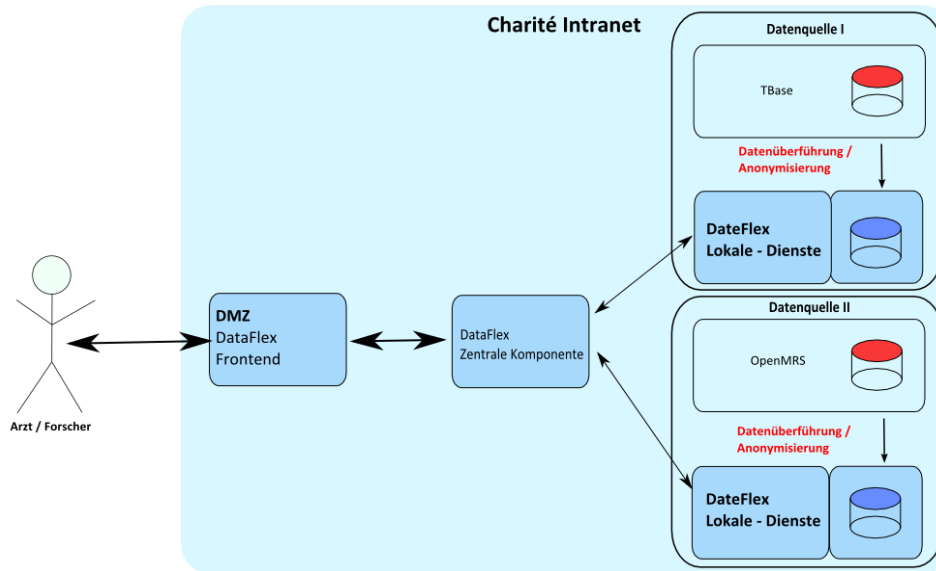 Charité Intranet
Datenquelle I
TBase
Datenüberführung /
Anonymisierung
DateFlex
Lokale - Dienste
DMZ
DataFlex
Frontend
DataFlex
Zentrale Komponente
Arzt / Forscher
Datenquelle II
OpenMRS
Datenüberführung /
Anonymisierung
DateFlex
Lokale - Dienste